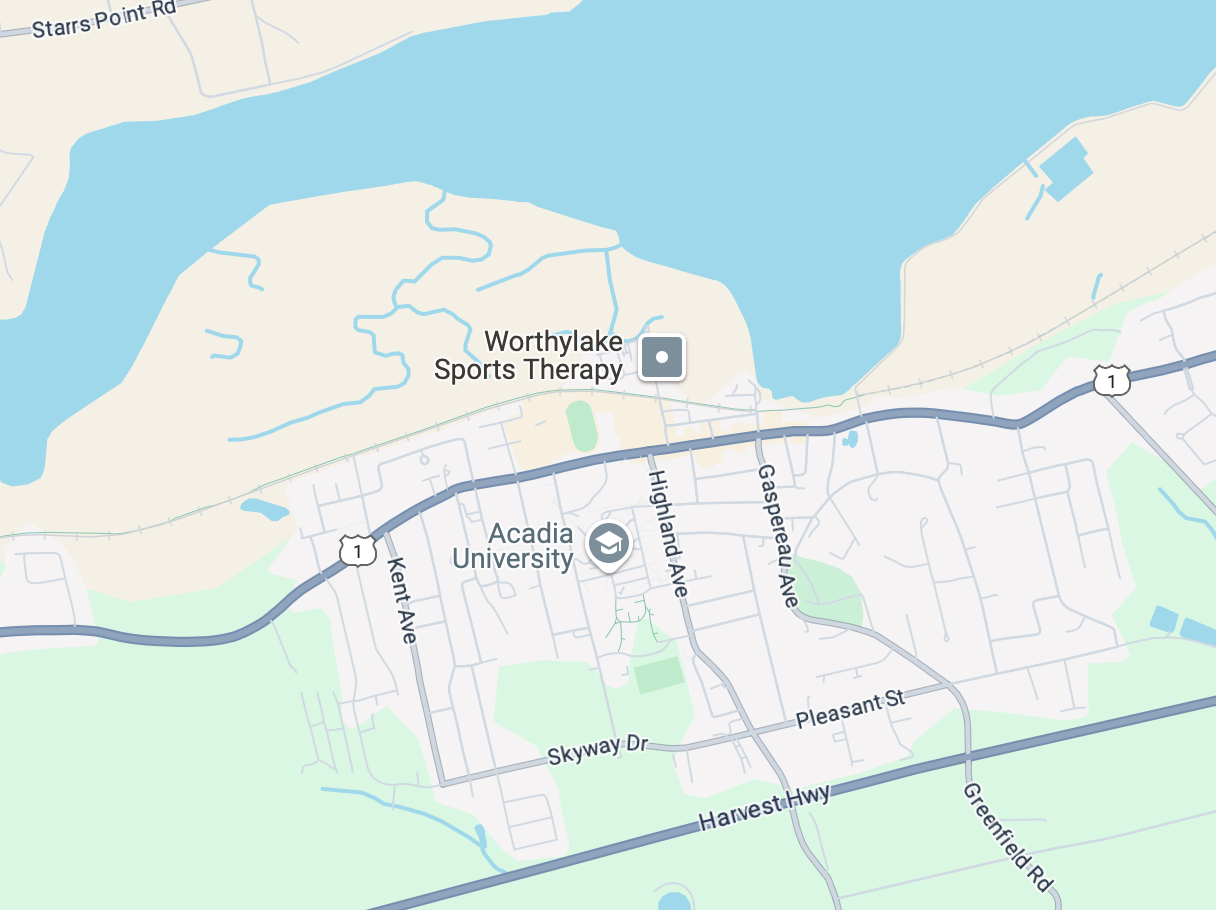 Starrs Point Rd
Worthylake
Sports Therapy
1
Gaspereau Ave
Highland Ave
Acadia
University
1
Kent Ave
Pleasant St
Skyway Dr
Harvest Hwy
Greenfield Rd